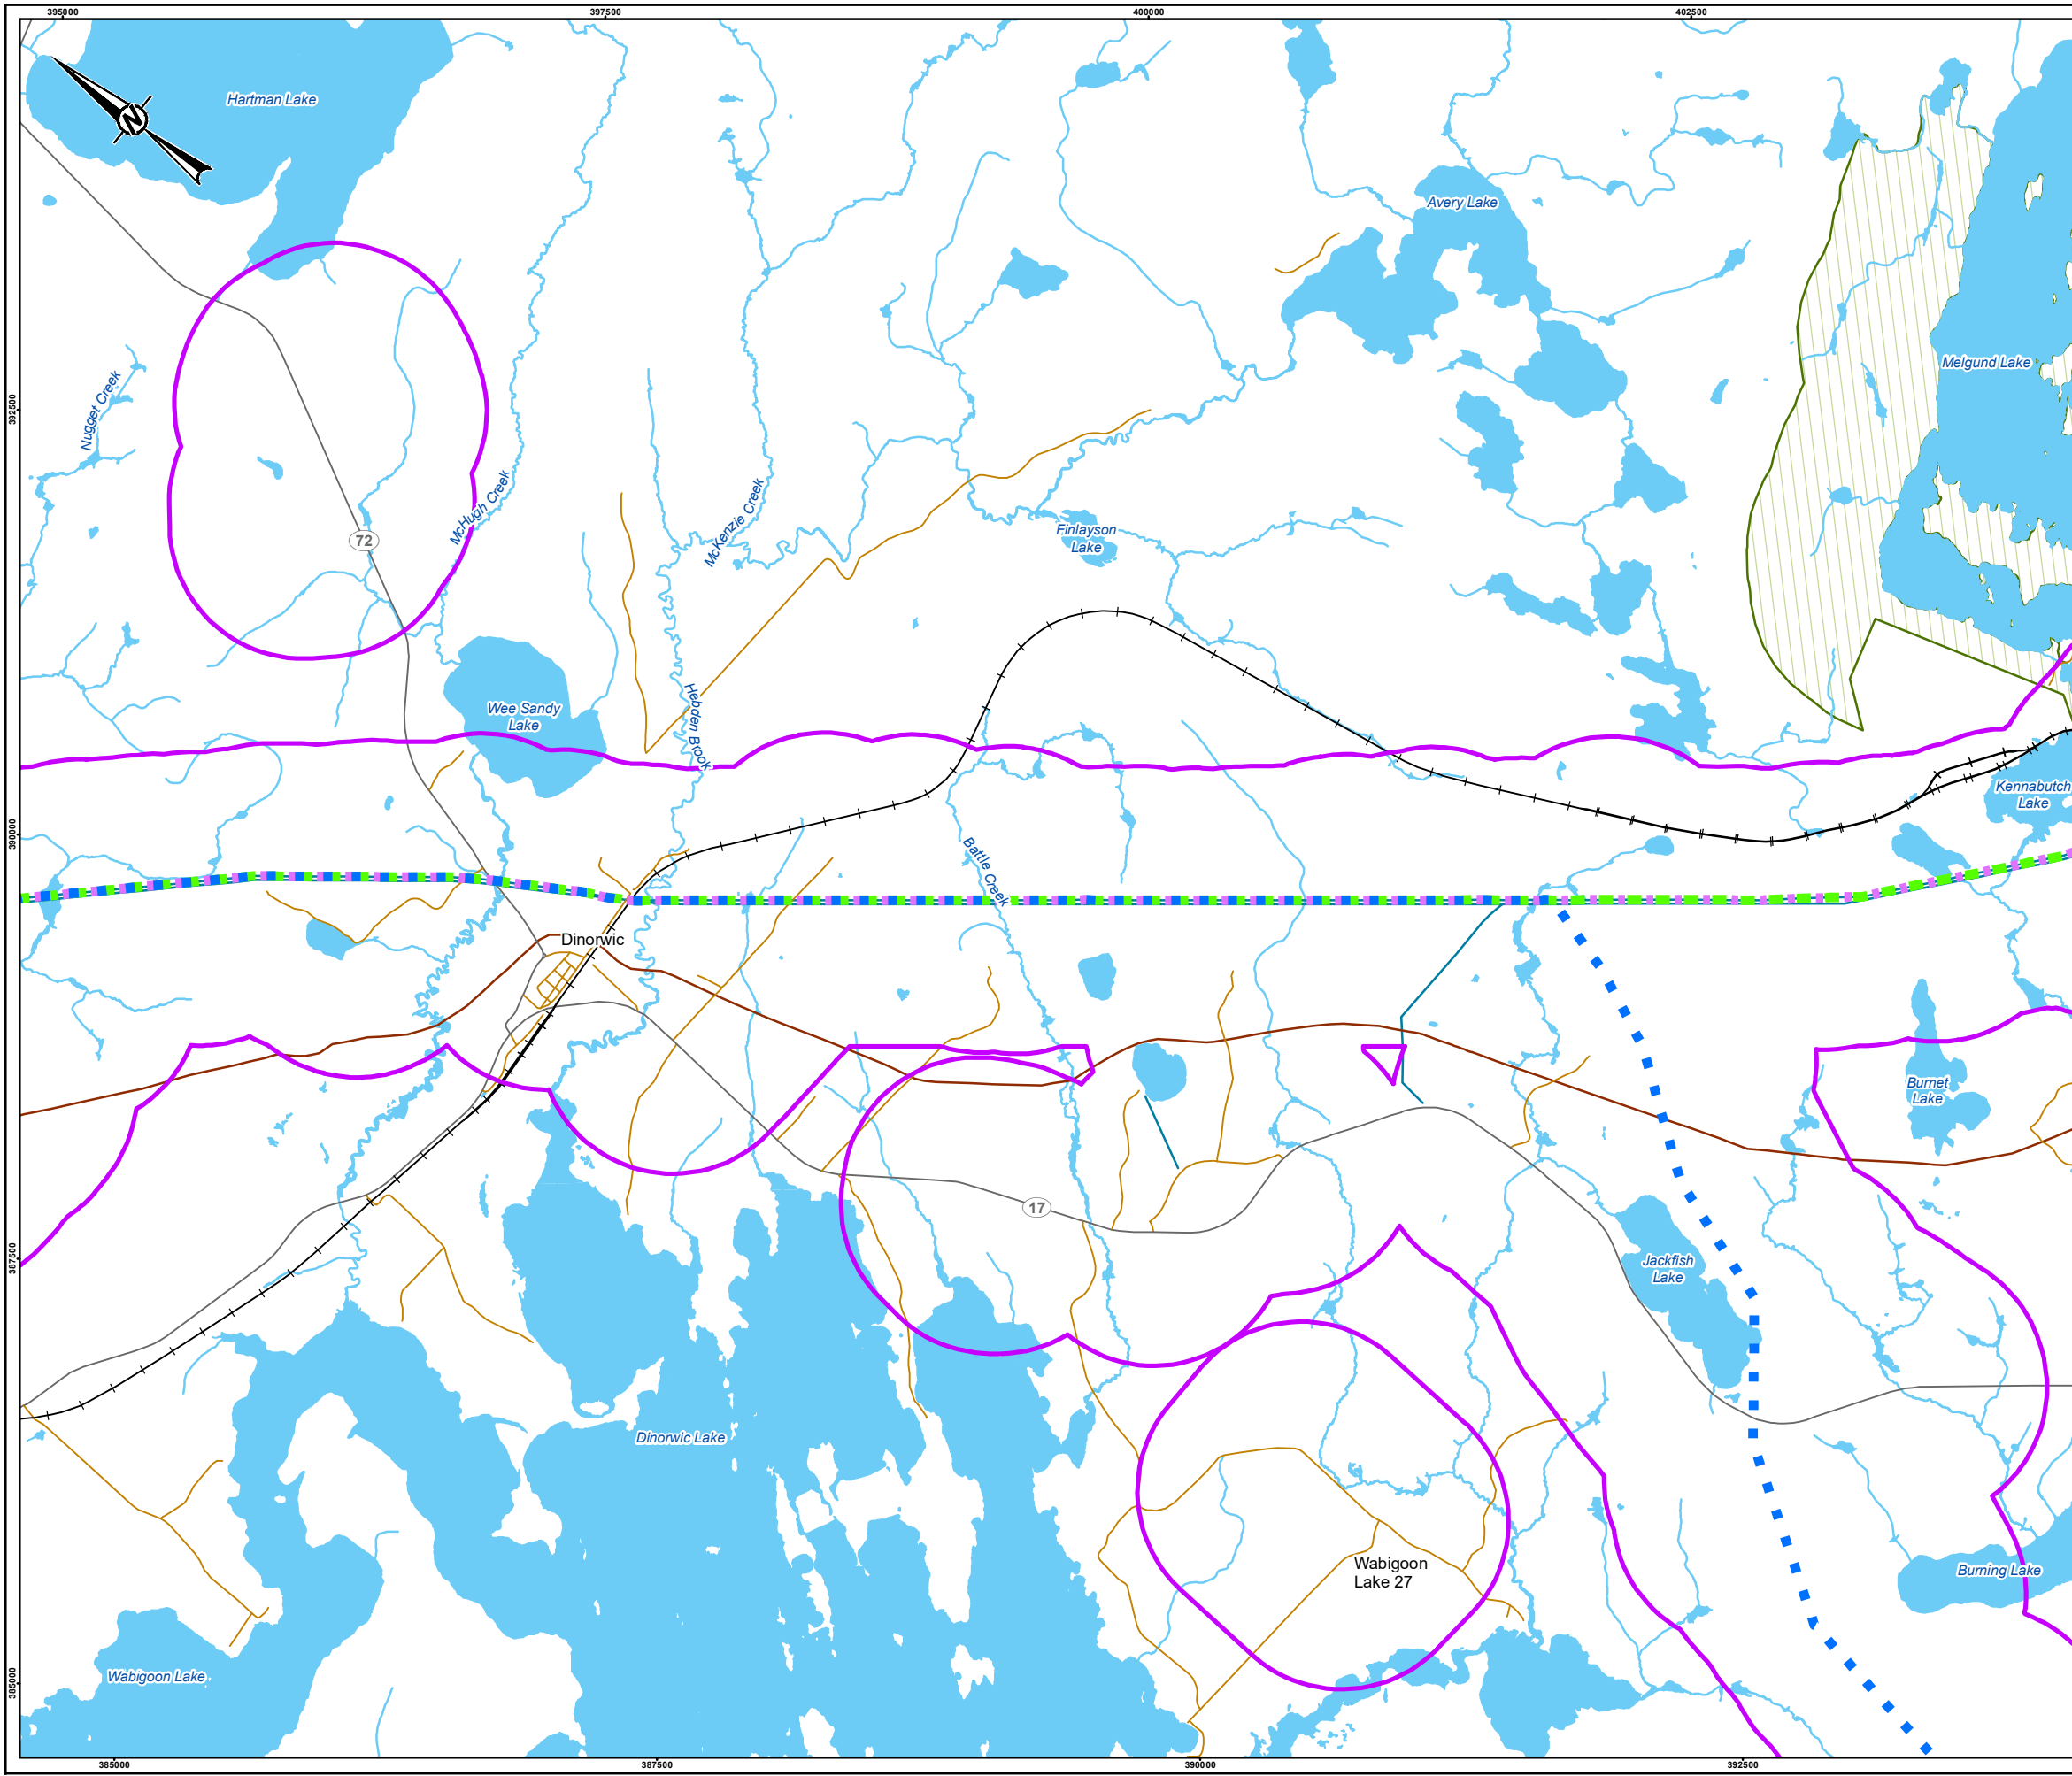 395000
397500
400000
402500
Hartman Lake
N
Avery Lake
Melgund Lake
392500
Nugget Creek
McHugh Creek
McKenzie Creek
72
Finlayson
Lake
Wee Sandy
Lake
Hebden Brook
Kennabutch
Lake
390000
Battle Creek
Dinorwic
Burnet
Lake
17
387500
Jackfish
Lake
Dinorwic Lake
Wabigoon
Lake 27
Burning Lake
385000
Wabigoon Lake
385000
387500
390000
392500